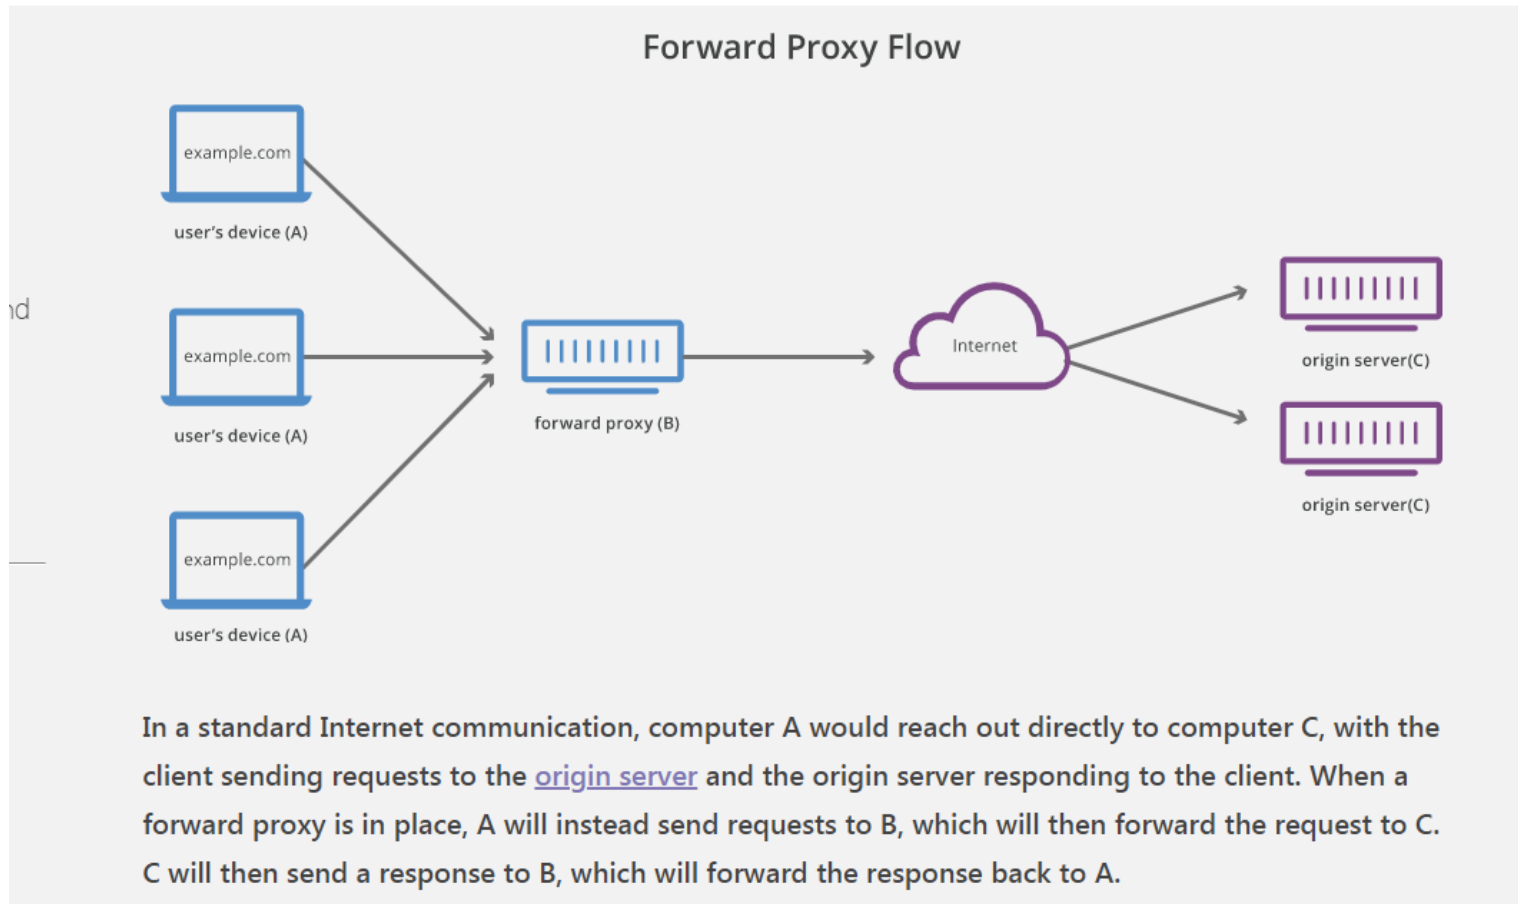 Forward Proxy Flow
example.com
user's device (A)
example.com
user's device (A)
example.com
user's device (A)
forward proxy (B)
Internet
origin server(C)
origin server(C)
In a standard Internet communication, computer A would reach out directly to computer C, with the
client sending requests to the origin server and the origin server responding to the client. When a
forward proxy is in place, A will instead send requests to B, which will then forward the request to C.
C will then send a response to B, which will forward the response back to A.